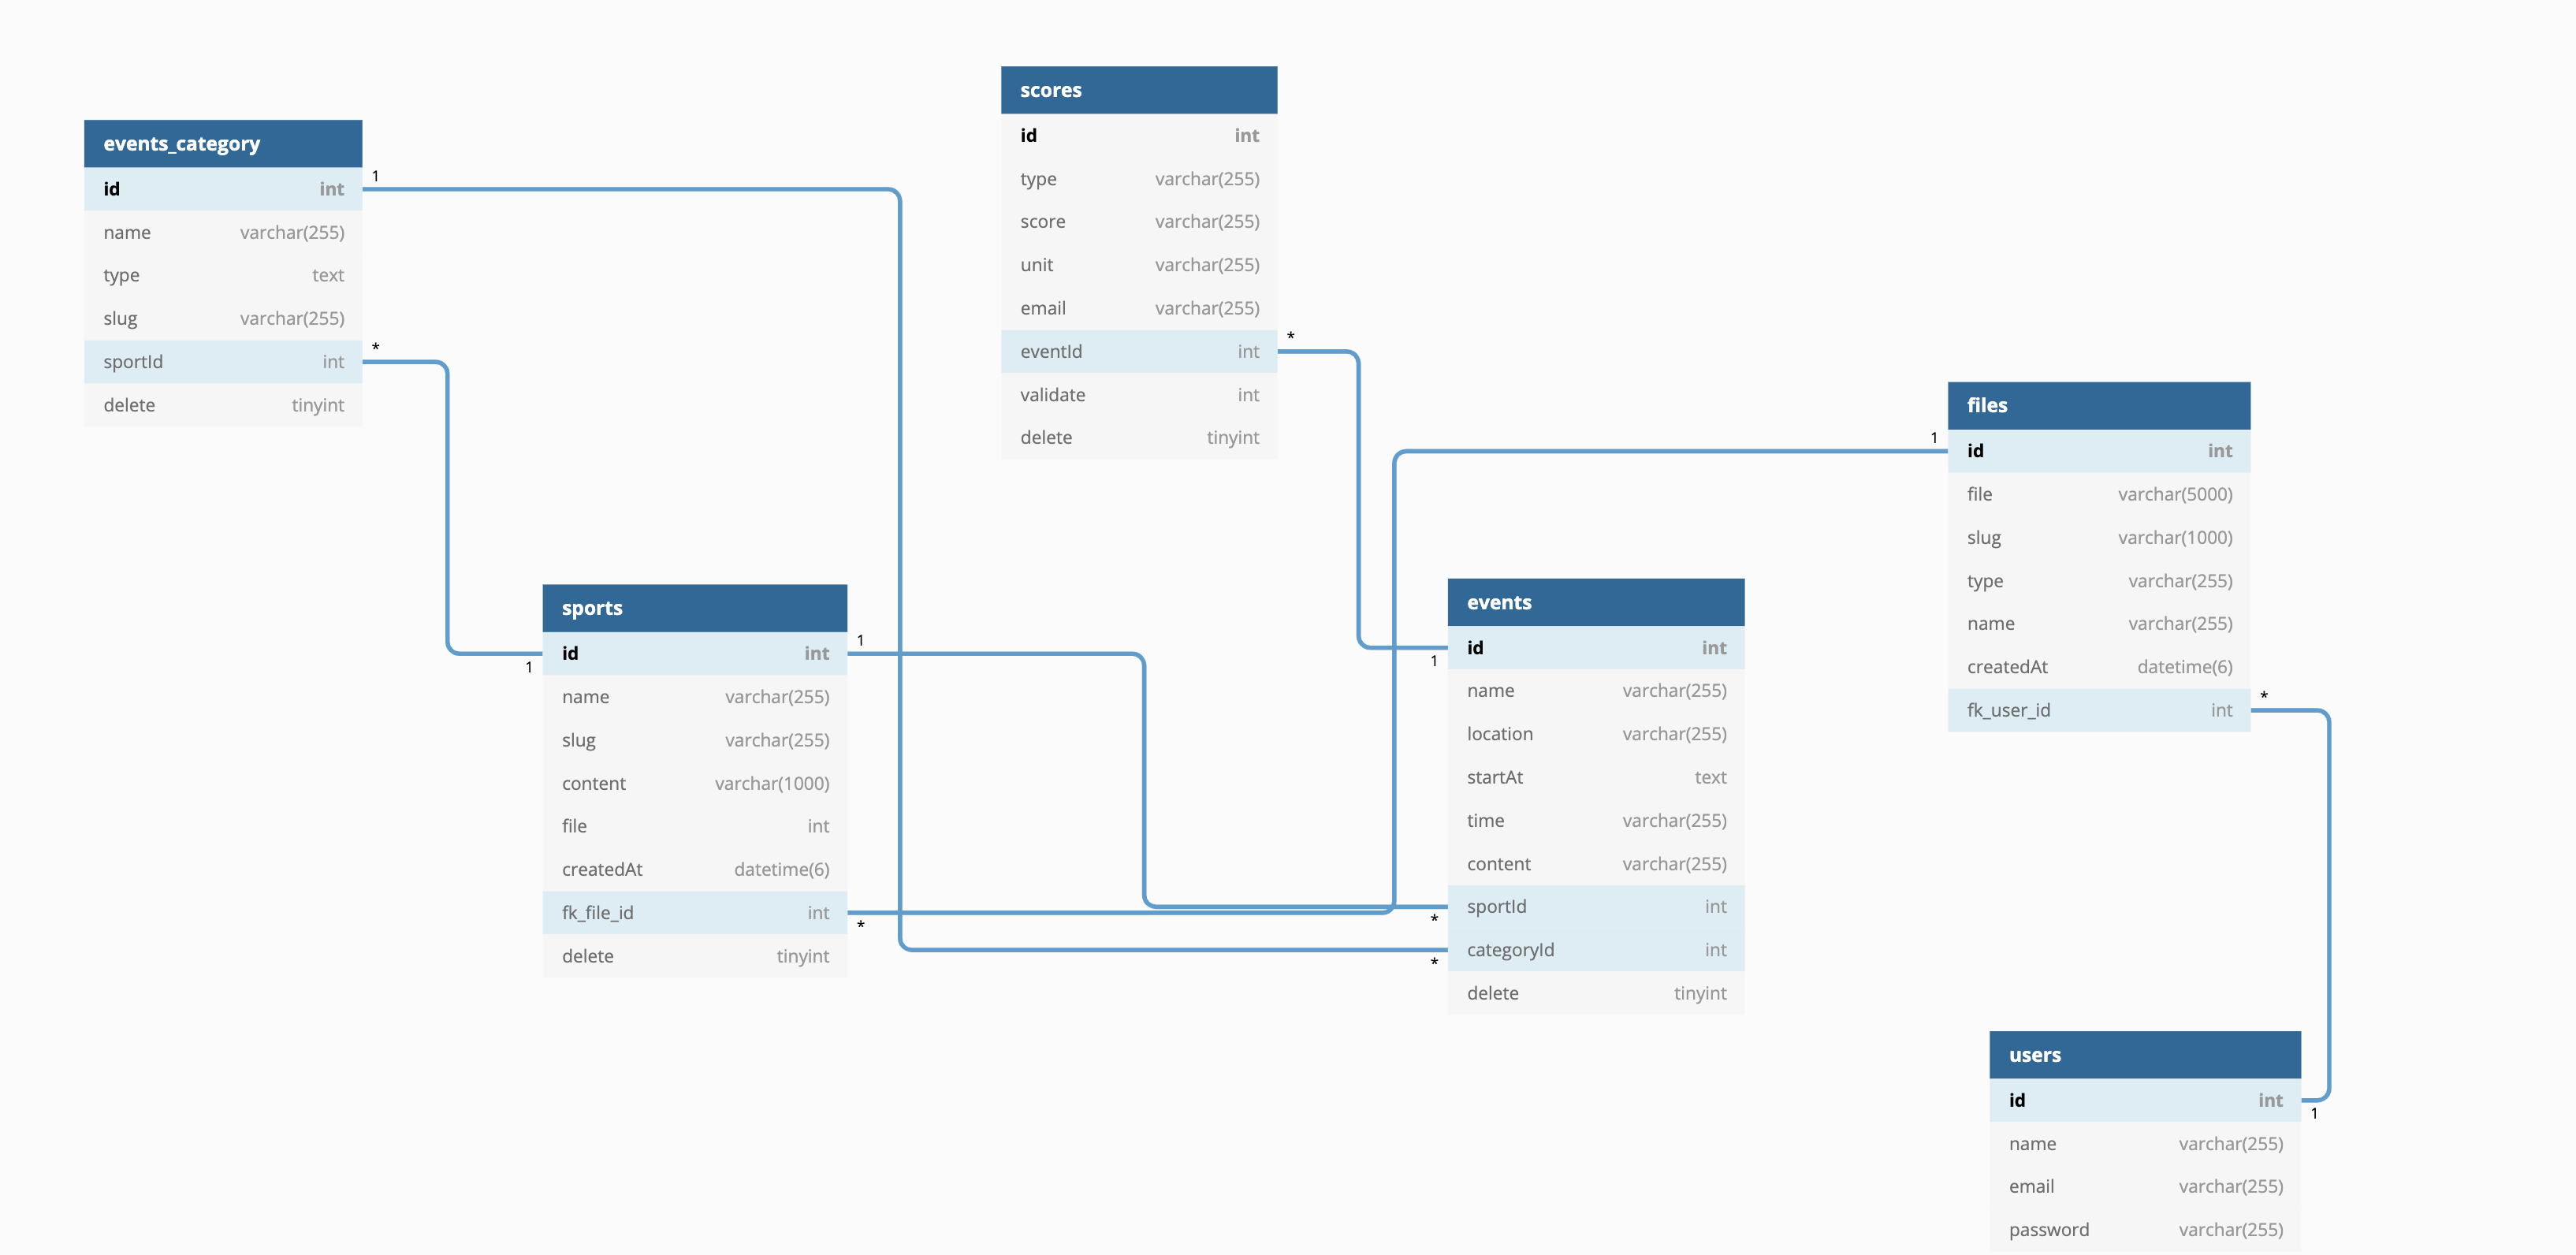 events_category
id int
name varchar(255)
type text
slug varchar(255)
sportId int
delete tinyint
1
*
scores
id int
type varchar(255)
score varchar(255)
unit varchar(255)
email varchar(255)
eventId int
validate int
delete tinyint
*
sports
id int
name varchar(255)
slug varchar(255)
content varchar(1000)
file int
createdAt datetime(6)
fk_file_id int
delete tinyint
1
1
*
events
id int
name varchar(255)
location varchar(255)
startAt text
time varchar(255)
content varchar(255)
sportId int
categoryId int
delete tinyint
1
*
*
files
id int
file varchar(5000)
slug varchar(1000)
type varchar(255)
name varchar(255)
createdAt datetime(6)
fk_user_id int
1
*
users
id int
name varchar(255)
email varchar(255)
password varchar(255)
1